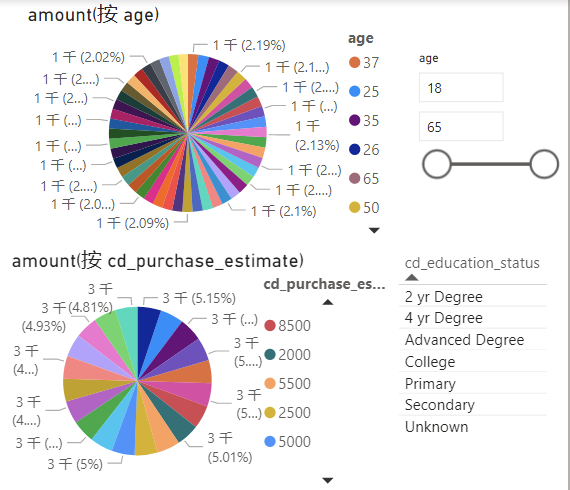 amount(按 age)
1 千 (2.02%)
1 千 (2....)
1 千 (2...)
1 千 (...)
1 千 (...)
1 千 (...)
1 千 (2....)
1 千 (2.0...)
1 千 (2.09%)
1 千 (2.19%)
1 千 (2.1...)
1 千 (2....)
1 千 (...)
1 千
(2.13%)
1 千 (2...)
1 千 (2....)
1 千 (2.1%)
age
37
25
35
26
65
50
age
18
65
amount(按 cd_purchase_estimate)
3 千
(4.81%)
3 千
(4.93%)
3 千
(4...)
3 千
(4....)
3 千 (...)
3 千 (5%)
3 千 (5.15%)
3 千 (...)
3 千
(5....)
3 千
(5...)
3 千
(5.01%)
cd_purchase_es...
8500
2000
5500
2500
5000
cd_education_status
2 yr Degree
4 yr Degree
Advanced Degree
College
Primary
Secondary
Unknown